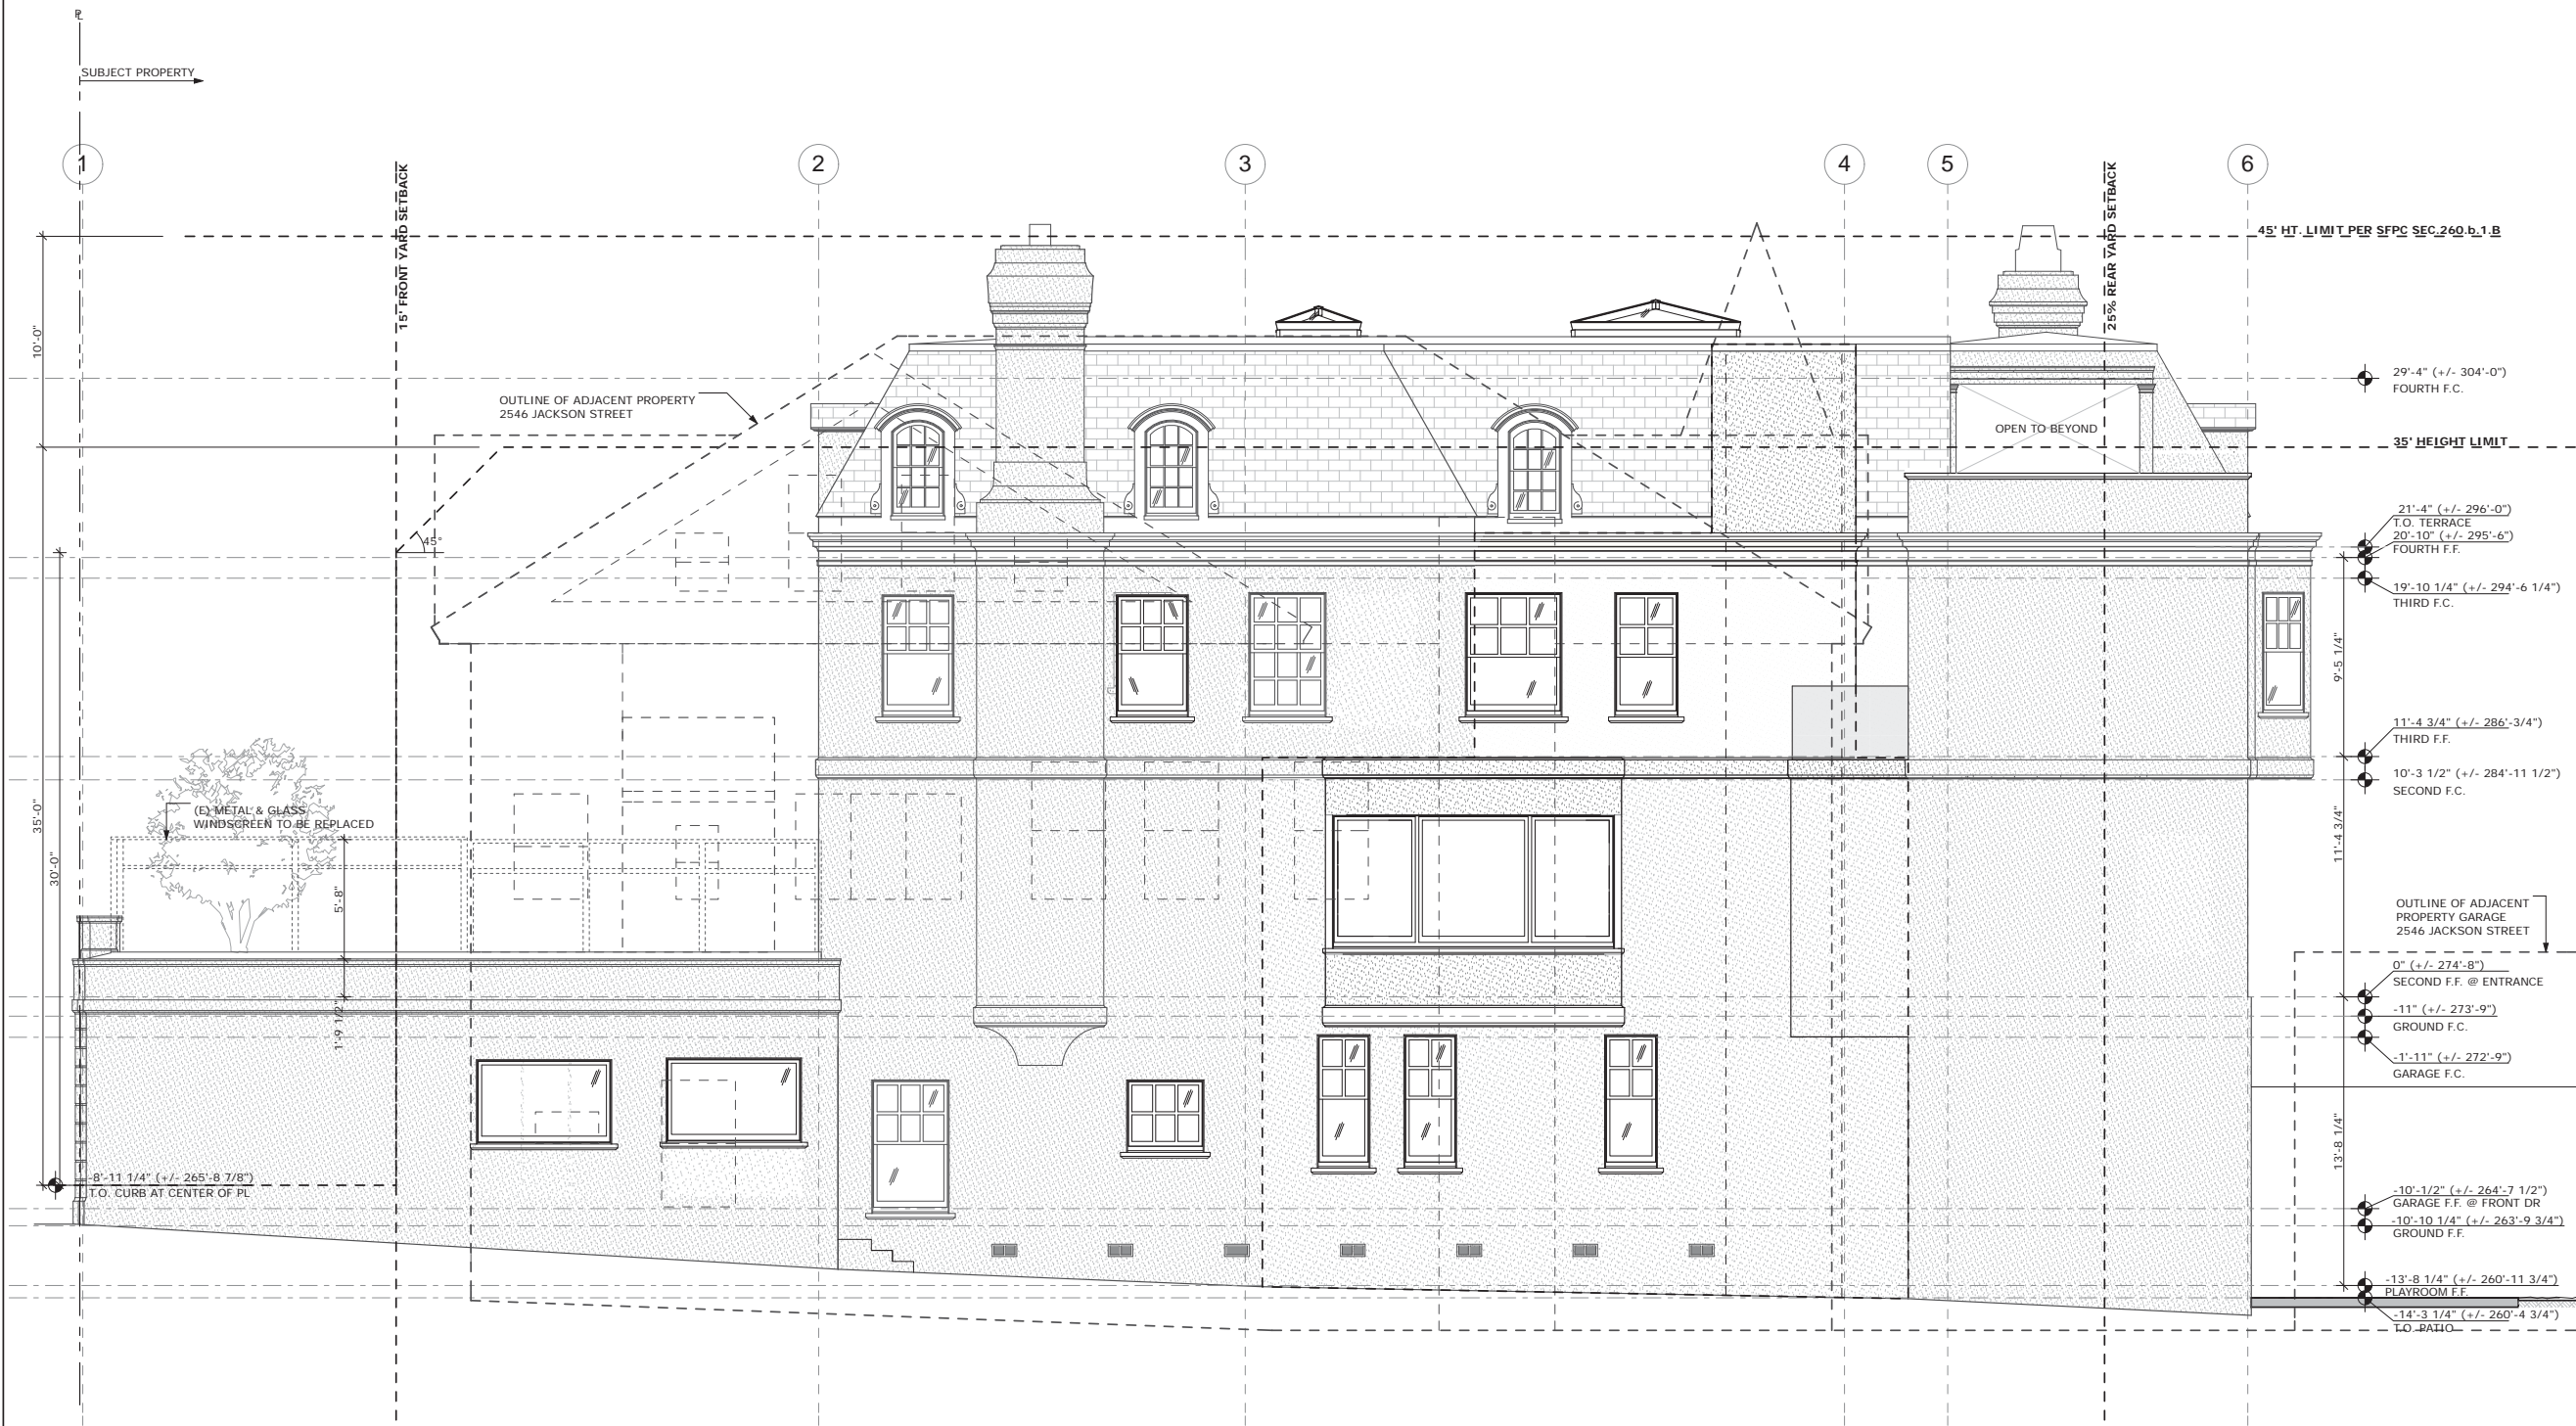 PL
SUBJECT PROPERTY
1
2
3
4
5
6
15' FRONT YARD SETBACK
25% REAR YARD SETBACK
45' HT. LIMIT PER SFPC SEC.260.b.1.B
10'-0"
29'-4" (+/- 304'-0")
FOURTH F.C.
OUTLINE OF ADJACENT PROPERTY
2546 JACKSON STREET
OPEN TO BEYOND
35' HEIGHT LIMIT
45°
21'-4" (+/- 296'-0")
T.O. TERRACE
20'-10" (+/- 295'-6")
FOURTH F.F.
19'-10 1/4" (+/- 294'-6 1/4")
THIRD F.C.
9'-5 1/4"
11'-4 3/4" (+/- 286'-3/4")
THIRD F.F.
10'-3 1/2" (+/- 284'-11 1/2")
SECOND F.C.
(E) METAL & GLASS
WINDSCREEN TO BE REPLACED
35'-0"
30'-0"
5'-8"
11'-4 3/4"
OUTLINE OF ADJACENT
PROPERTY GARAGE
2546 JACKSON STREET
0" (+/- 274'-8")
SECOND F.F. @ ENTRANCE
1'-9 1/2"
-11" (+/- 273'-9")
GROUND F.C.
-1'-11" (+/- 272'-9")
GARAGE F.C.
13'-8 1/4"
-8'-11 1/4" (+/- 265'-8 7/8")
T.O. CURB AT CENTER OF PL
-10'-1/2" (+/- 264'-7 1/2")
GARAGE F.F. @ FRONT DR
-10'-10 1/4" (+/- 263'-9 3/4")
GROUND F.F.
-13'-8 1/4" (+/- 260'-11 3/4")
PLAYROOM F.F.
-14'-3 1/4" (+/- 260'-4 3/4")
T.O. PATIO